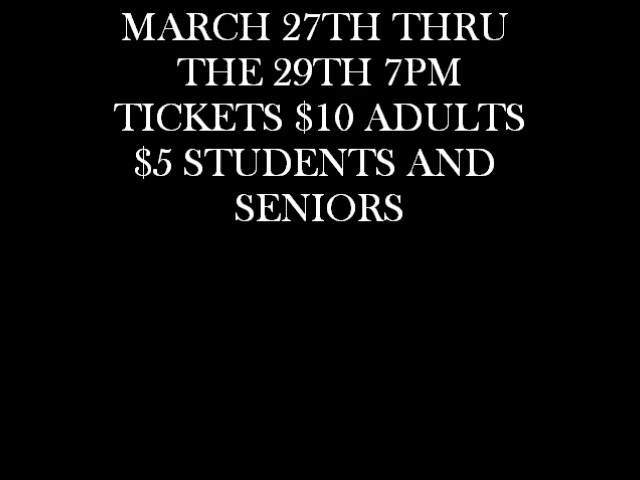 MARCH 27TH THRU
THE 29TH 7PM
TICKETS $10 ADULTS
$5 STUDENTS AND
SENIORS